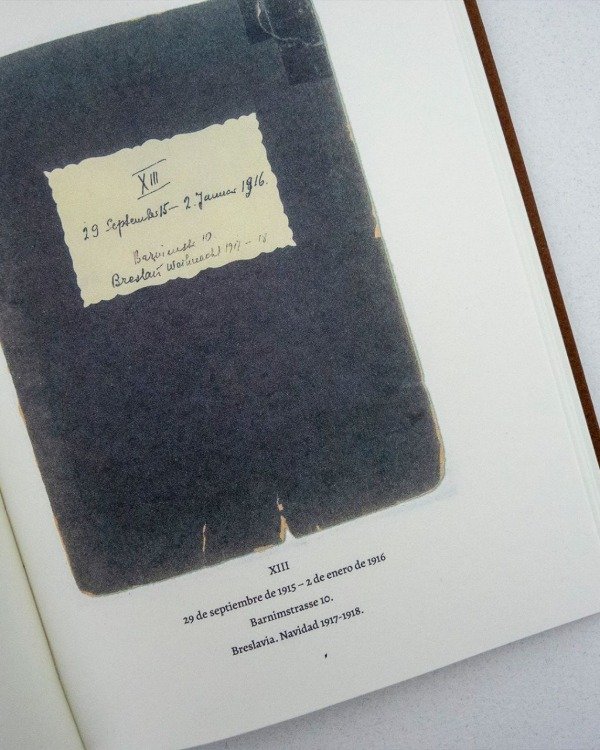 XIII
29 September 15 – 2. Januar 1916.
Barnimstr. 10.
Breslau Weihnacht 1917 – 18
XIII
29 de septiembre de 1915 – 2 de enero de 1916
Barnimstrasse 10.
Breslavia. Navidad 1917-1918.